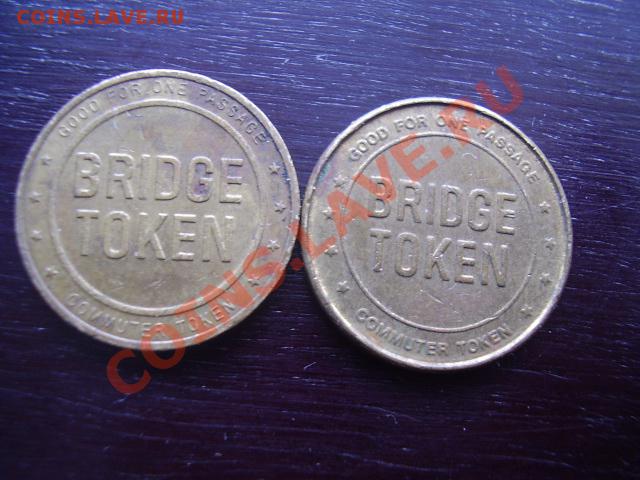 COINS.LAVE.RU
GOOD FOR ONE PASSAGE
BRIDGE
TOKEN
COMMUTER TOKEN
GOOD FOR ONE PASSAGE
BRIDGE
TOKEN
COMMUTER TOKEN
COINS.LAVE.RU